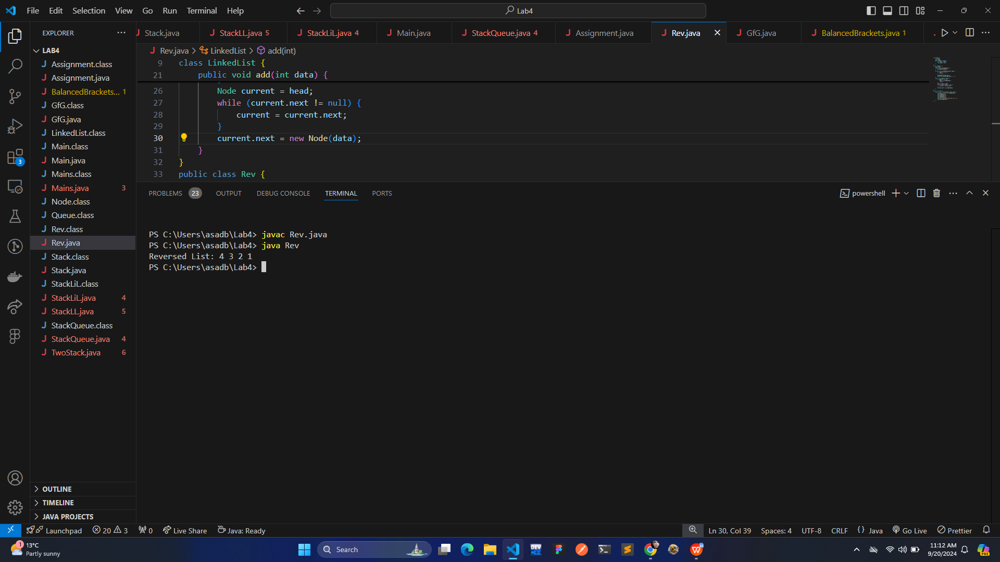 File Edit Selection View Go Run Terminal Help
Lab4
EXPLORER
Stack.java
StackLL.java 5
StackLiL.java 4
Main.java
StackQueue.java 4
Assignment.java
Rev.java
GfG.java
BalancedBrackets.java 1
LAB4
Assignment.class
Assignment.java
BalancedBrackets... 1
GfG.class
GfG.java
LinkedList.class
Main.class
Main.java
Mains.class
Mains.java 3
Node.class
Queue.class
Rev.class
Rev.java
Stack.class
Stack.java
StackLiL.class
StackLiL.java 4
StackLL.java 5
StackQueue.class
StackQueue.java 4
TwoStack.java 6
OUTLINE
TIMELINE
JAVA PROJECTS
Rev.java > LinkedList > add(int)
9 class LinkedList {
21 public void add(int data) {
26 Node current = head;
27 while (current.next != null) {
28 current = current.next;
29 }
30 current.next = new Node(data);
31 }
32 }
33 public class Rev {
PROBLEMS 23 OUTPUT DEBUG CONSOLE TERMINAL PORTS
powershell
PS C:\Users\asadb\Lab4> javac Rev.java
PS C:\Users\asadb\Lab4> java Rev
Reversed List: 4 3 2 1
PS C:\Users\asadb\Lab4>
3
Launchpad 20 3 0 Live Share Java: Ready
Ln 30, Col 39 Spaces: 4 UTF-8 CRLF {} Java Go Live Prettier
1
13°C
Partly sunny
Search
DEV
PRE
11:12 AM
9/20/2024